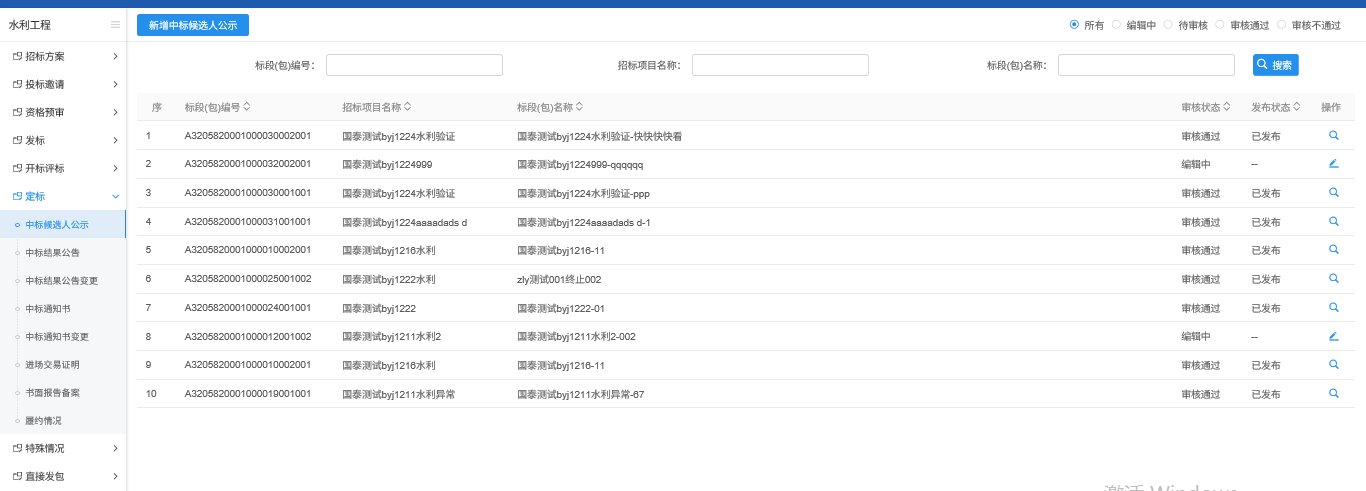 水利工程
新增中标候选人公示
所有 编辑中 待审核 审核通过 审核不通过
招标方案
投标邀请
资格预审
发标
开标评标
定标
中标候选人公示
中标结果公告
中标结果公告变更
中标通知书
中标通知书变更
进场交易证明
书面报告备案
履约情况
特殊情况
直接发包
标段(包)编号: 招标项目名称: 标段(包)名称: 搜索
序 标段(包)编号 招标项目名称 标段(包)名称 审核状态 发布状态 操作
1 A3205820001000030002001 国泰测试byj1224水利验证 国泰测试byj1224水利验证-快快快快看 审核通过 已发布
2 A3205820001000032002001 国泰测试byj1224999 国泰测试byj1224999-qqqqqq 编辑中 --
3 A3205820001000030001001 国泰测试byj1224水利验证 国泰测试byj1224水利验证-ppp 审核通过 已发布
4 A3205820001000031001001 国泰测试byj1224aaaadads d 国泰测试byj1224aaaadads d-1 审核通过 已发布
5 A3205820001000010002001 国泰测试byj1216水利 国泰测试byj1216-11 审核通过 已发布
6 A3205820001000025001002 国泰测试byj1222水利 zly测试001终止002 审核通过 已发布
7 A3205820001000024001001 国泰测试byj1222 国泰测试byj1222-01 审核通过 已发布
8 A3205820001000012001002 国泰测试byj1211水利2 国泰测试byj1211水利2-002 编辑中 --
9 A3205820001000010002001 国泰测试byj1216水利 国泰测试byj1216-11 审核通过 已发布
10 A3205820001000019001001 国泰测试byj1211水利异常 国泰测试byj1211水利异常-67 审核通过 已发布
激活 Windows